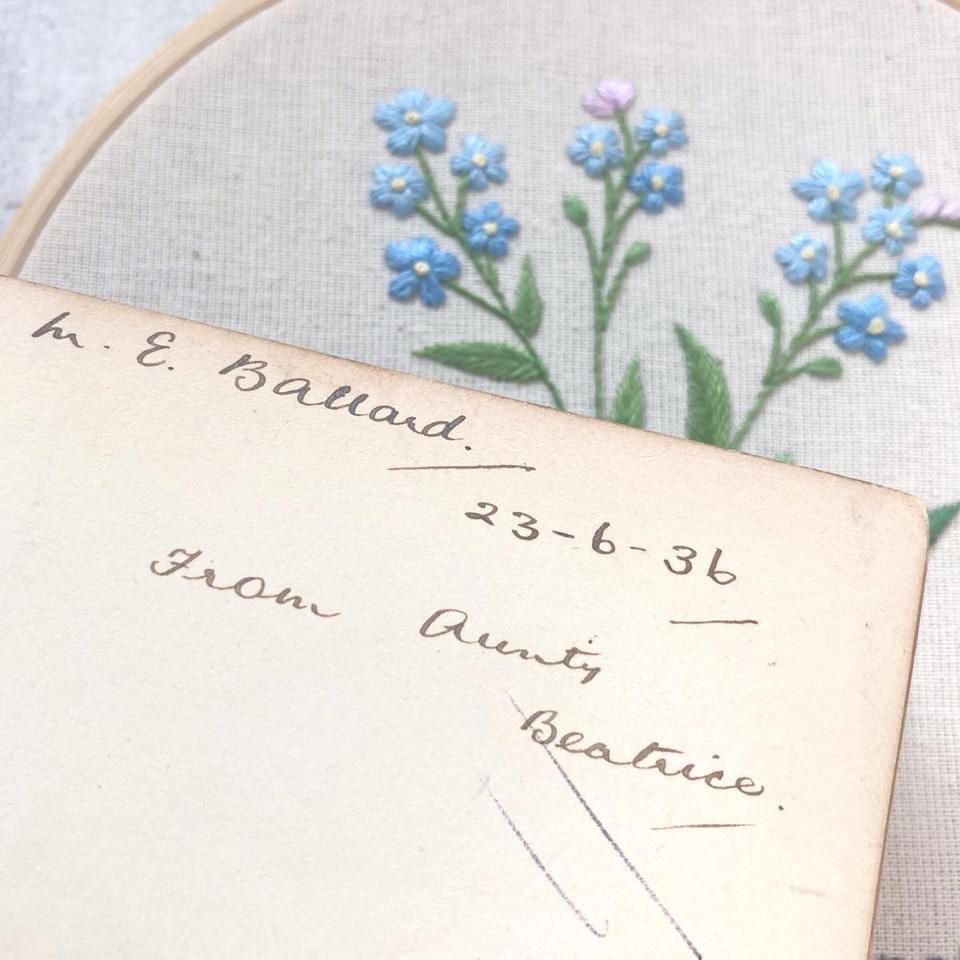 M. E. Ballard.
23-6-36
From Aunty
Beatrice.